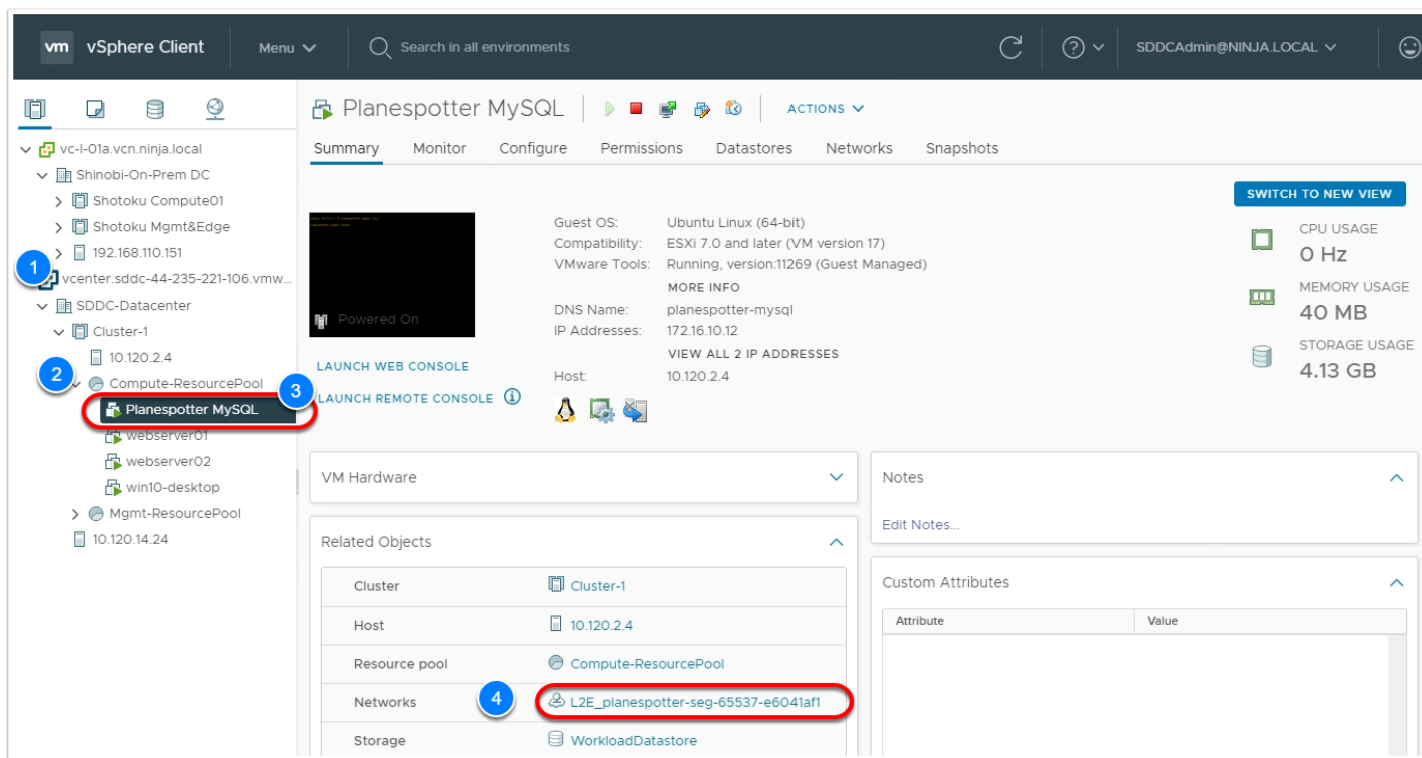 vm vSphere Client Menu Search in all environments SDDCAdmin@NINJA.LOCAL
vc-l-01a.vcn.ninja.local
Shinobi-On-Prem DC
Shotoku Compute01
Shotoku Mgmt&Edge
192.168.110.151
1
vcenter.sddc-44-235-221-106.vmw...
SDDC-Datacenter
Cluster-1
10.120.2.4
2
Compute-ResourcePool
3
Planespotter MySQL
webserver01
webserver02
win10-desktop
Mgmt-ResourcePool
10.120.14.24
Planespotter MySQL ACTIONS
Summary Monitor Configure Permissions Datastores Networks Snapshots
SWITCH TO NEW VIEW
Powered On
LAUNCH WEB CONSOLE
LAUNCH REMOTE CONSOLE
Guest OS: Ubuntu Linux (64-bit)
Compatibility: ESXi 7.0 and later (VM version 17)
VMware Tools: Running, version:11269 (Guest Managed)
MORE INFO
DNS Name: planespotter-mysql
IP Addresses: 172.16.10.12
VIEW ALL 2 IP ADDRESSES
Host: 10.120.2.4
CPU USAGE
0 Hz
MEMORY USAGE
40 MB
STORAGE USAGE
4.13 GB
VM Hardware
Related Objects
Cluster Cluster-1
Host 10.120.2.4
Resource pool Compute-ResourcePool
Networks 4 L2E_planespotter-seg-65537-e6041af1
Storage WorkloadDatastore
Notes
Edit Notes...
Custom Attributes
Attribute Value